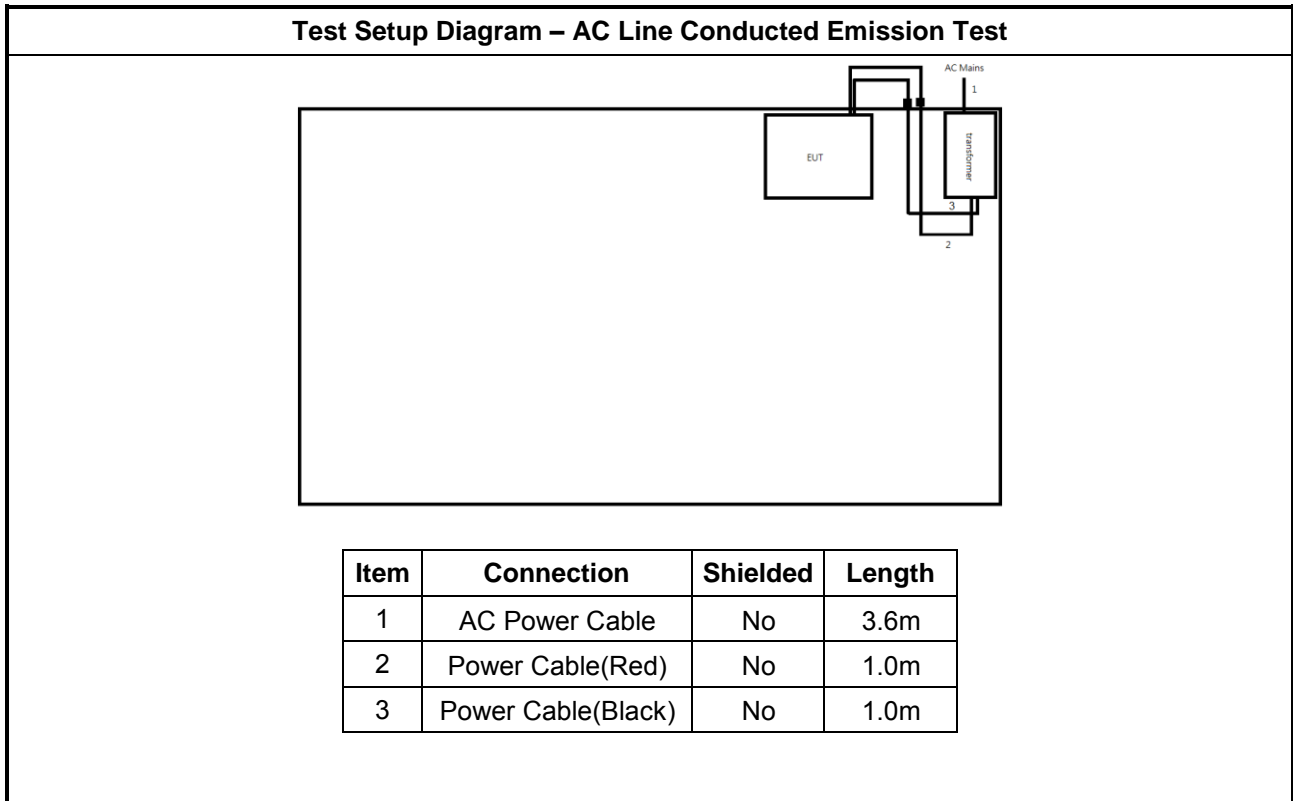 Test Setup Diagram – AC Line Conducted Emission Test
AC Mains
1
EUT
transformer
3
2
Item Connection Shielded Length
1 AC Power Cable No 3.6m
2 Power Cable(Red) No 1.0m
3 Power Cable(Black) No 1.0m